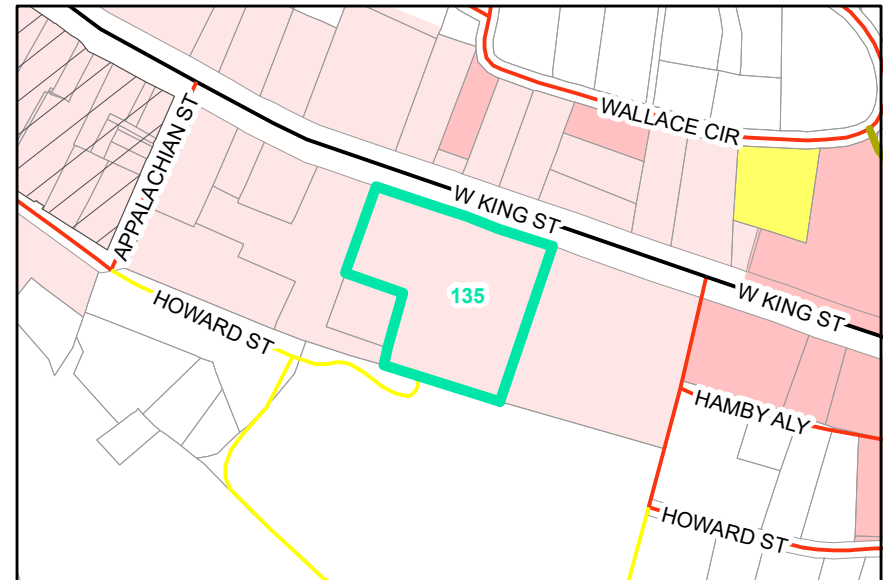 WALLACE CIR
APPALACHIAN ST
W KING ST
135
W KING ST
HOWARD ST
HAMBY ALY
HOWARD ST